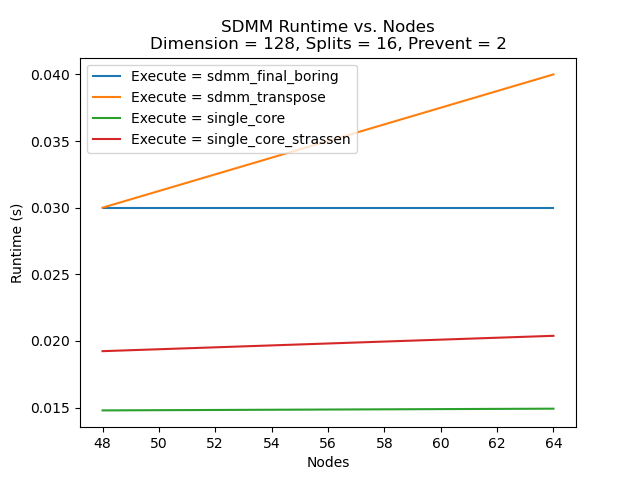 SDMM Runtime vs. Nodes
Dimension = 128, Splits = 16, Prevent = 2
Execute = sdmm_final_boring
Execute = sdmm_transpose
Execute = single_core
Execute = single_core_strassen
Runtime (s)
0.040
0.035
0.030
0.025
0.020
0.015
48 50 52 54 56 58 60 62 64
Nodes